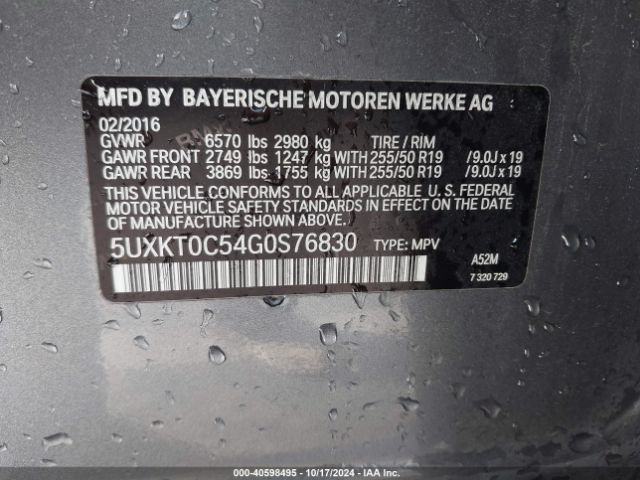 MFD BY BAYERISCHE MOTOREN WERKE AG
02/2016
GVWR 6570 lbs 2980 kg TIRE / RIM
GAWR FRONT 2749 lbs 1247 kg WITH 255/50 R19 /9.0J x 19
GAWR REAR 3869 lbs 1755 kg WITH 255/50 R19 /9.0J x 19
THIS VEHICLE CONFORMS TO ALL APPLICABLE U. S. FEDERAL
MOTOR VEHICLE SAFETY STANDARDS IN EFFECT ON THE DATE
OF MANUFACTURE SHOWN ABOVE.
5UXKT0C54G0S76830 TYPE: MPV
A52M
7 320 729
000-40598495 - 10/17/2024 - IAA Inc.